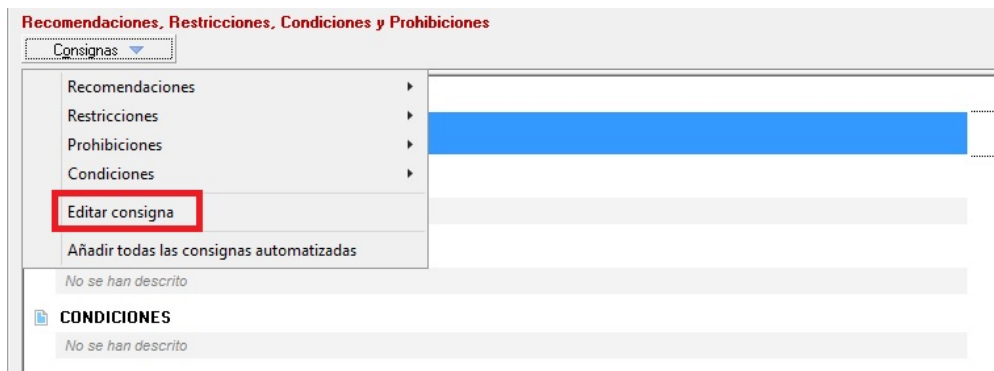 Recomendaciones, Restricciones, Condiciones y Prohibiciones
Consignas
Recomendaciones
Restricciones
Prohibiciones
Condiciones
Editar consigna
Añadir todas las consignas automatizadas
No se han descrito
CONDICIONES
No se han descrito